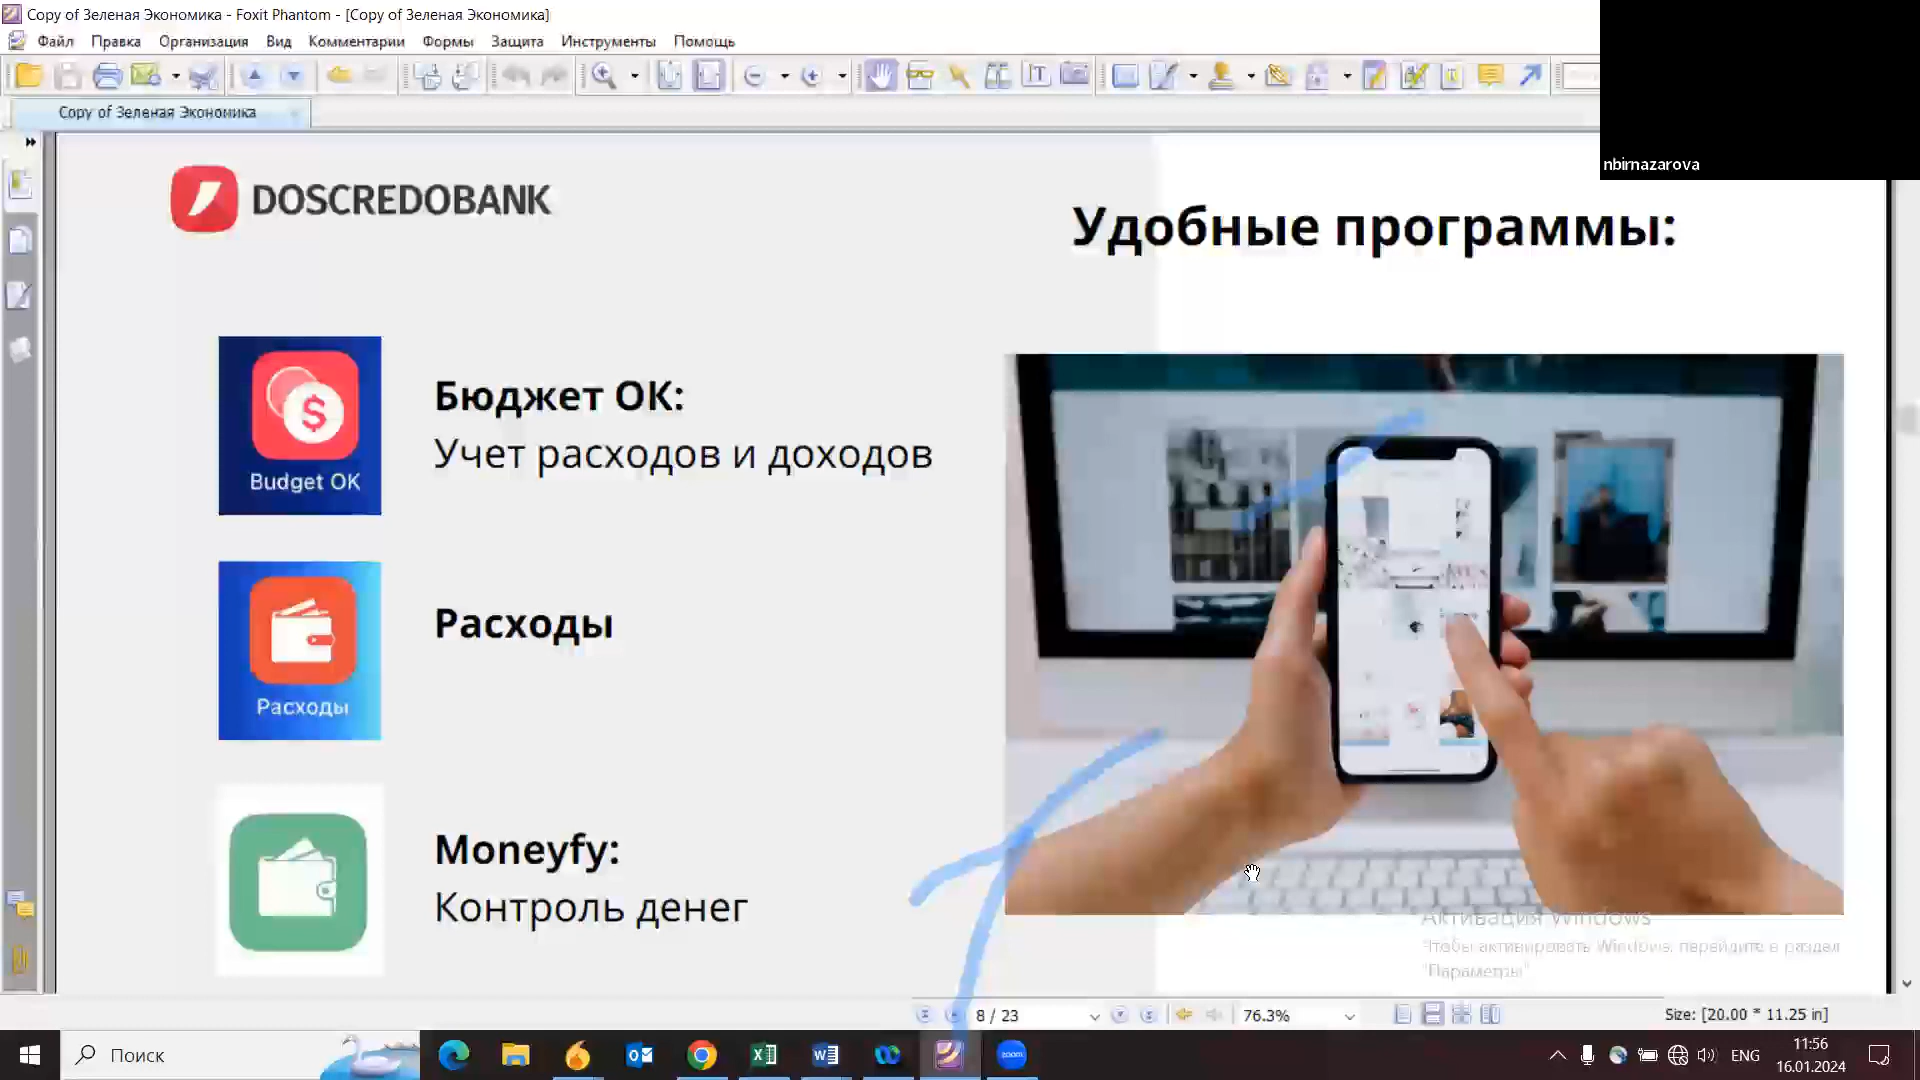 Copy of Зеленая Экономика - Foxit Phantom - [Copy of Зеленая Экономика]
Файл Правка Организация Вид Комментарии Формы Защита Инструменты Помощь
Copy of Зеленая Экономика
nbirnazarova
DOSCREDOBANK
Удобные программы:
Budget OK
Бюджет ОК:
Учет расходов и доходов
Расходы
Расходы
Moneyfy:
Контроль денег
Активация Windows
Чтобы активировать Windows, перейдите в раздел
"Параметры"
8 / 23
76.3%
Size: [20.00 * 11.25 in]
Поиск
zoom
ENG
11:56
16.01.2024